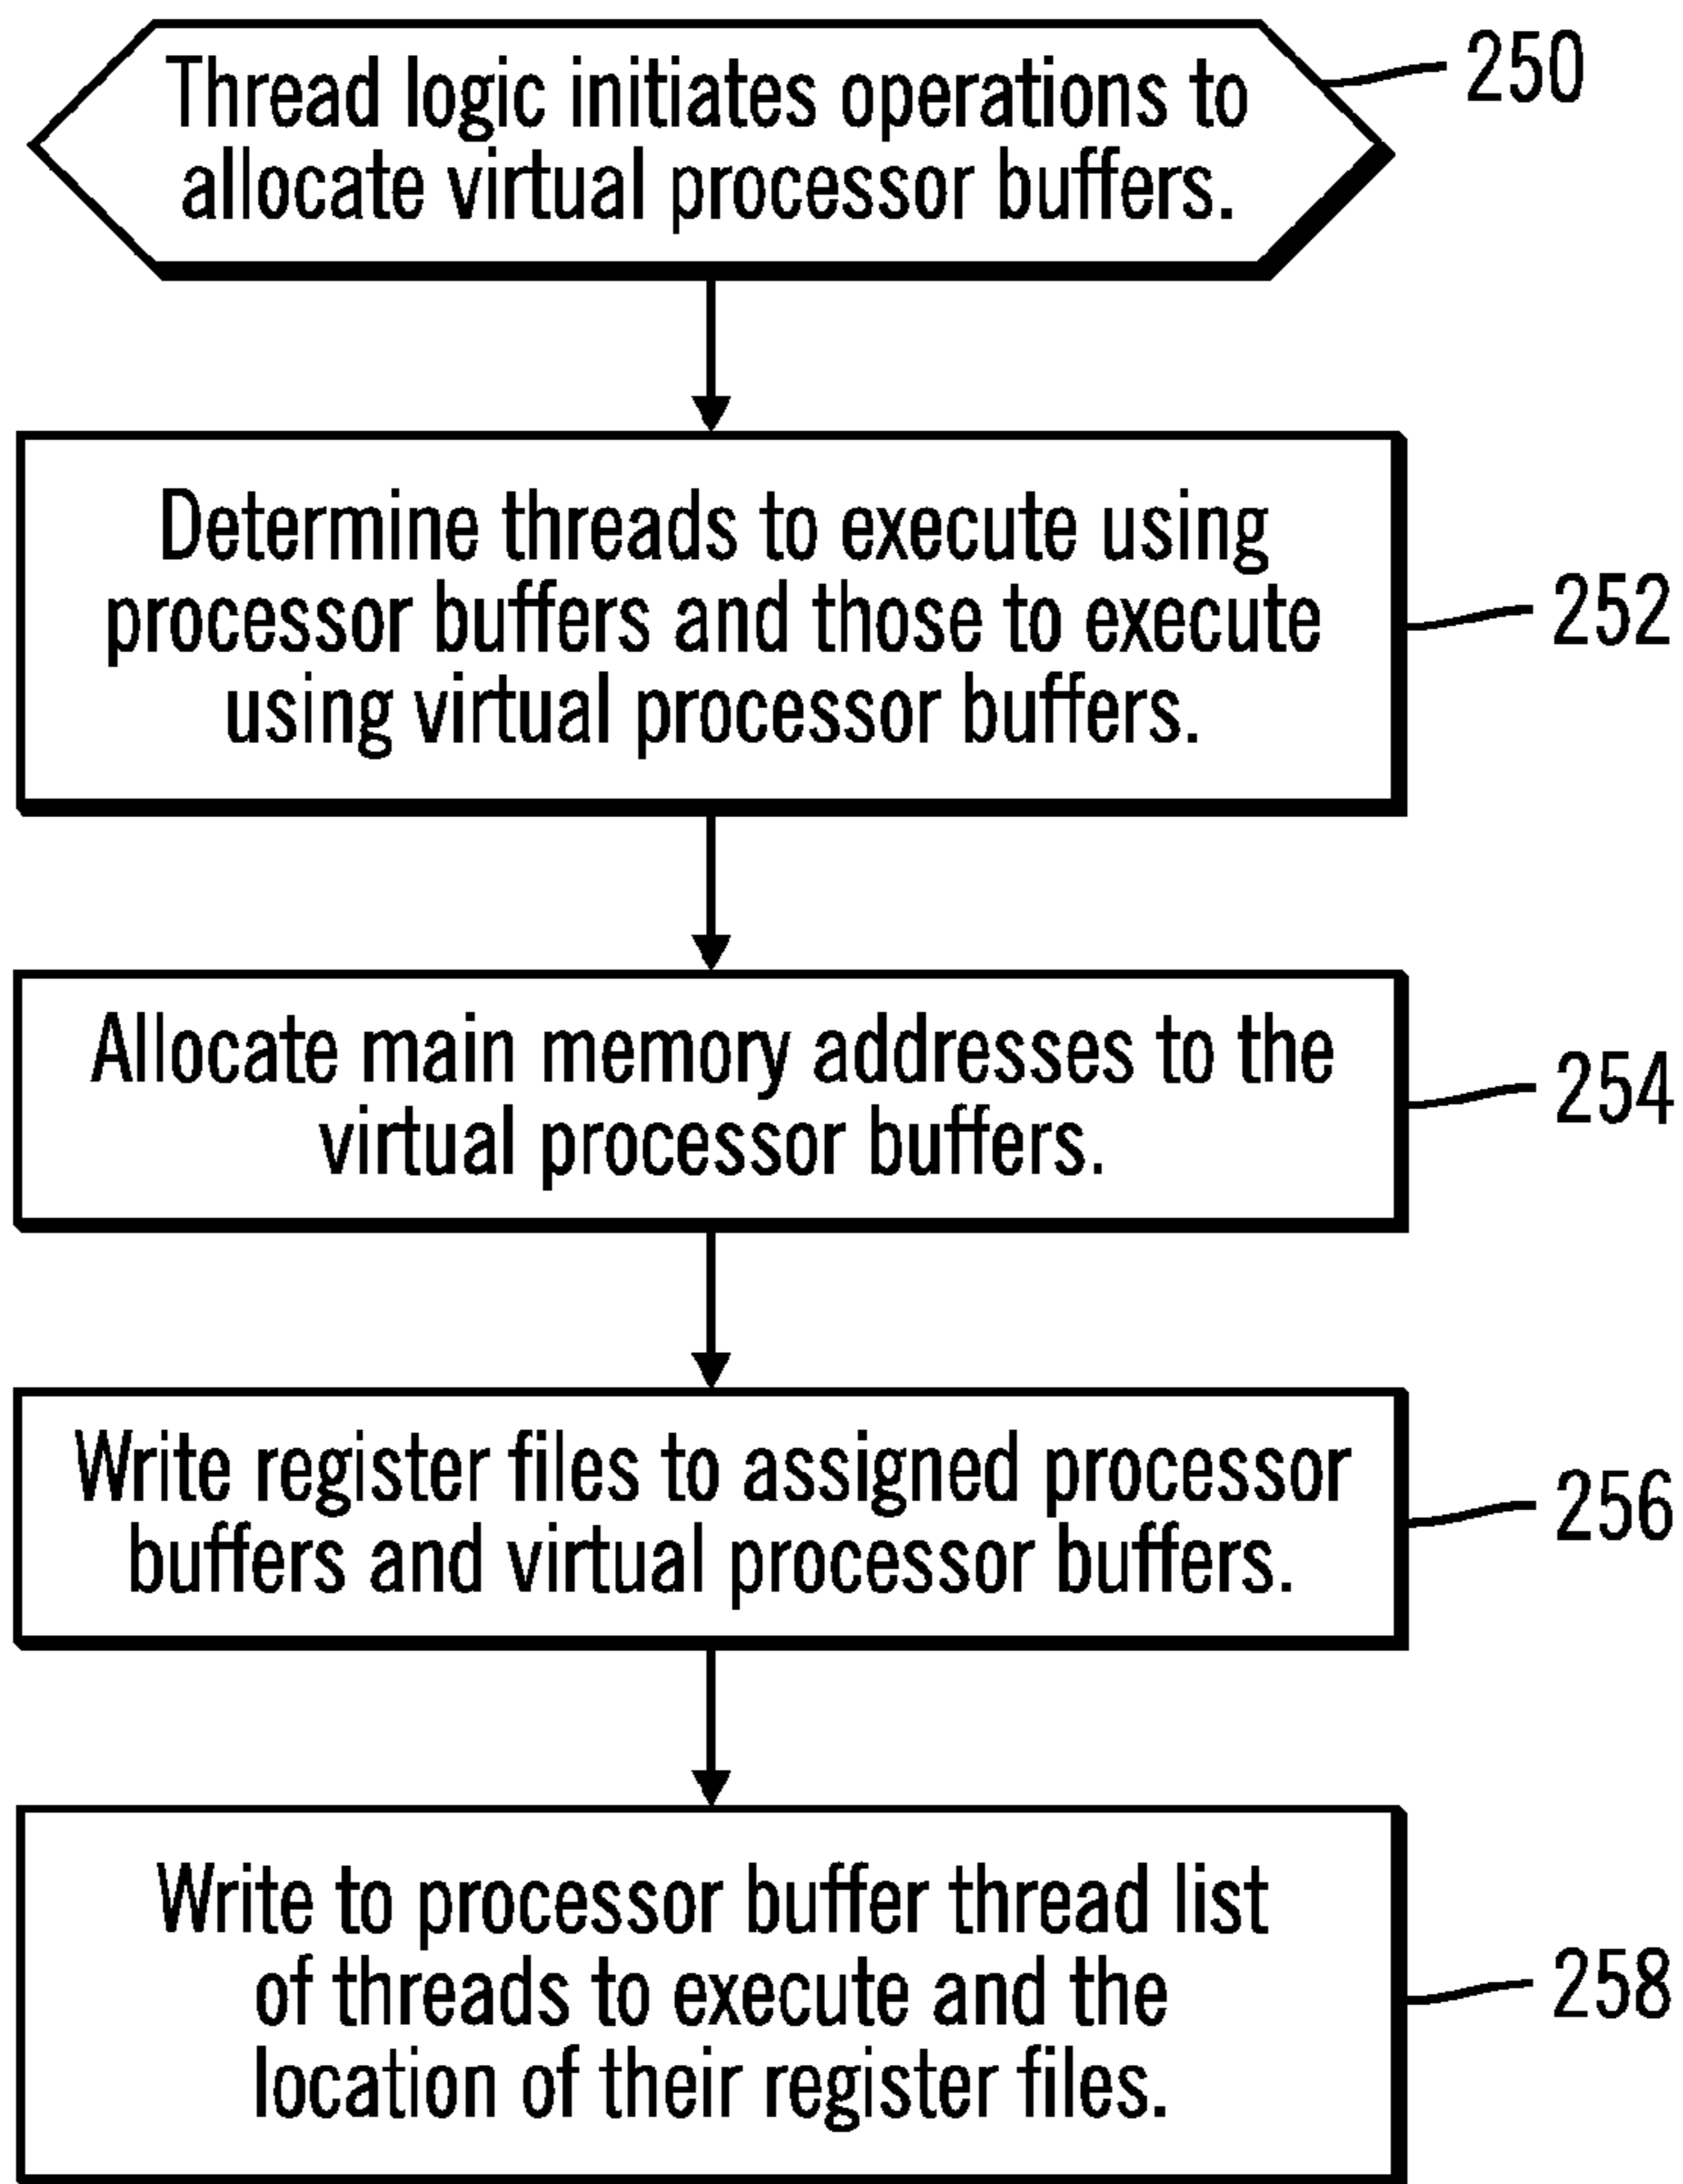 Thread logic initiates operations to
allocate virtual processor buffers.
250
Determine threads to execute using
processor buffers and those to execute
using virtual processor buffers.
252
Allocate main memory addresses to the
virtual processor buffers.
254
Write register files to assigned processor
buffers and virtual processor buffers.
256
Write to processor buffer thread list
of threads to execute and the
location of their register files.
258